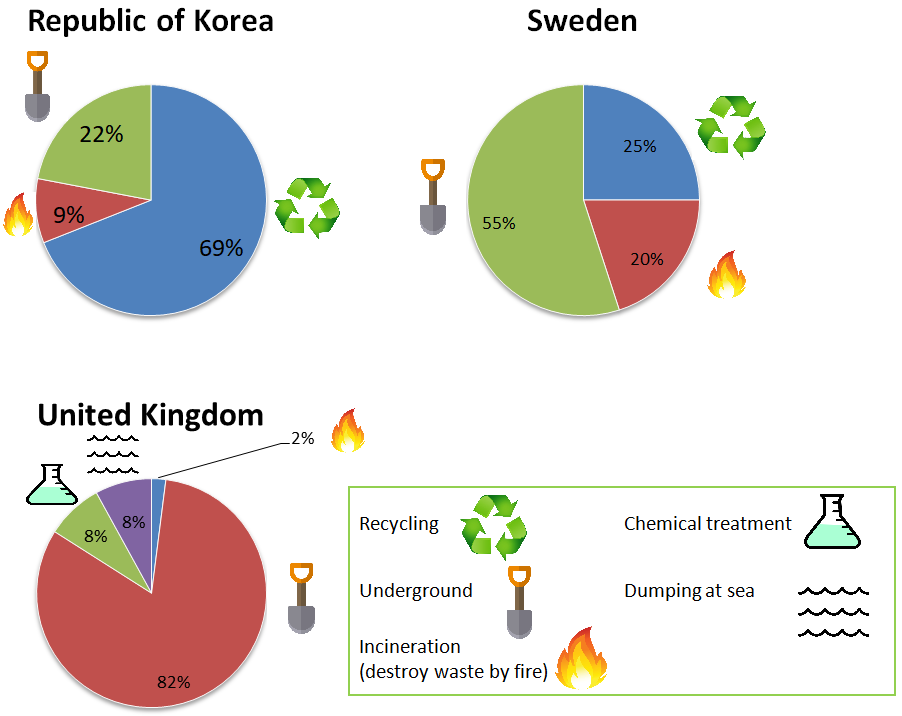 Republic of Korea
22%
9%
69%
Sweden
25%
55%
20%
United Kingdom
2%
8%
8%
82%
Recycling
Chemical treatment
Underground
Dumping at sea
Incineration
(destroy waste by fire)